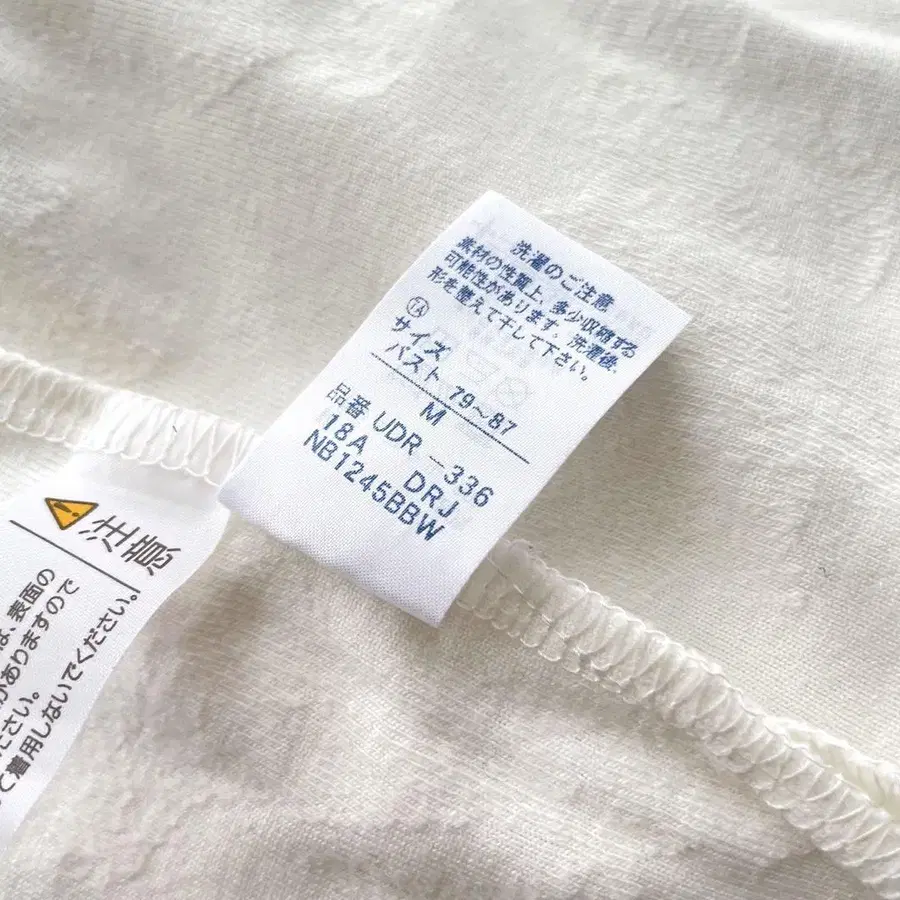 洗濯のご注意
素材の性質上、多少収縮する
可能性があります。洗濯後、
形を整えて干して下さい。
TA
サイズ
バスト 79〜87
M
品番 UDR -336
18A DRJ
NB1245BBW
注意
、表面の
がありますので
ださい。
て着用しないでください。